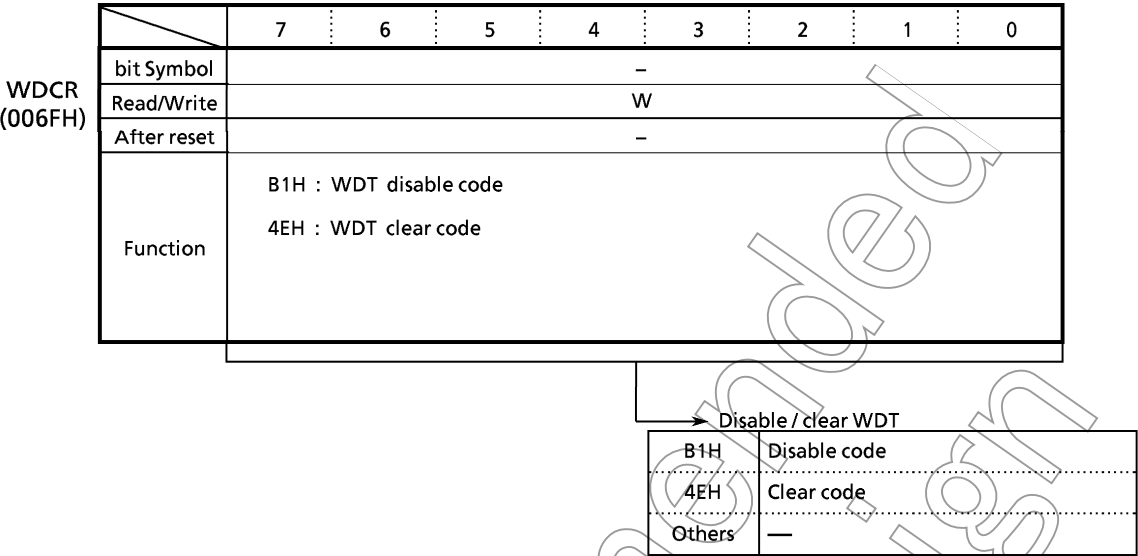 7 6 5 4 3 2 1 0
WDCR
(006FH)
bit Symbol –
Read/Write W
After reset –
Function
B1H : WDT disable code
4EH : WDT clear code
Disable / clear WDT
B1H Disable code
4EH Clear code
Others —